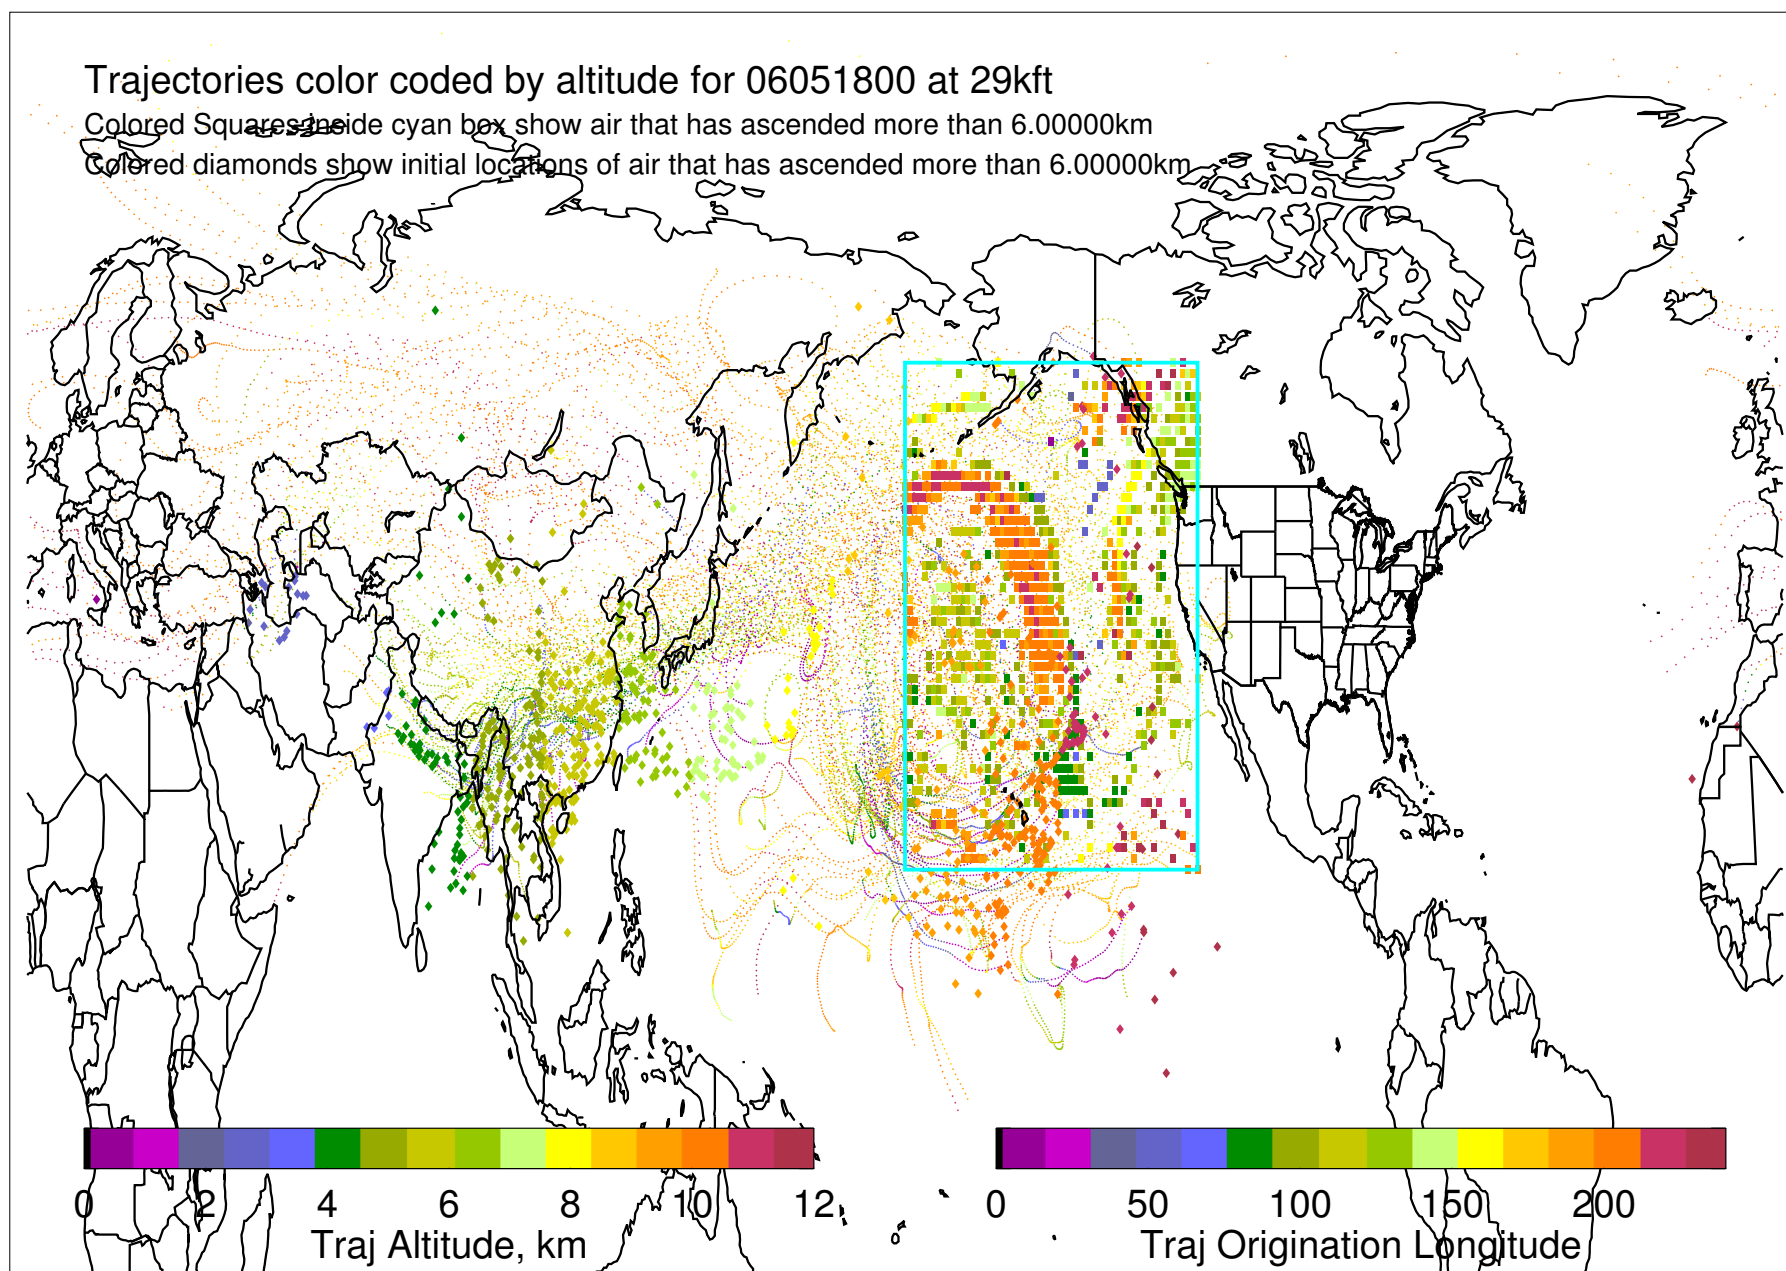 Trajectories color coded by altitude for 06051800 at 29kft
Colored Squares inside cyan box show air that has ascended more than 6.00000km
Colored diamonds show initial locations of air that has ascended more than 6.00000km
0 2 4 6 8 10 12
Traj Altitude, km
0 50 100 150 200
Traj Origination Longitude